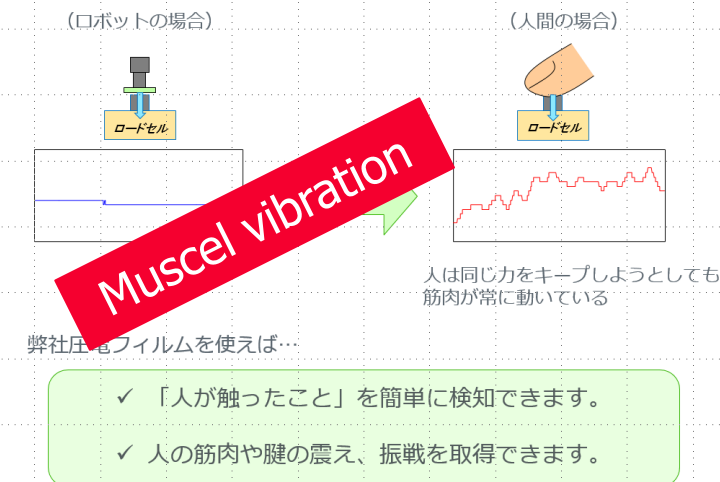 (ロボットの場合)
(人間の場合)
ロードセル
ロードセル
Muscel vibration
人は同じ力をキープしようとしても
筋肉が常に動いている
弊社圧電フィルムを使えば…
✓ 「人が触ったこと」を簡単に検知できます。
✓ 人の筋肉や腱の震え、振戦を取得できます。